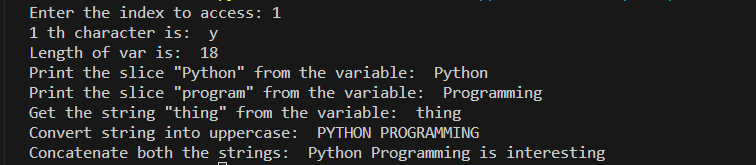 Enter the index to access: 1
1 th character is:  y
Length of var is:  18
Print the slice "Python" from the variable:  Python
Print the slice "program" from the variable:  Programming
Get the string "thing" from the variable:  thing
Convert string into uppercase:  PYTHON PROGRAMMING
Concatenate both the strings:  Python Programming is interesting